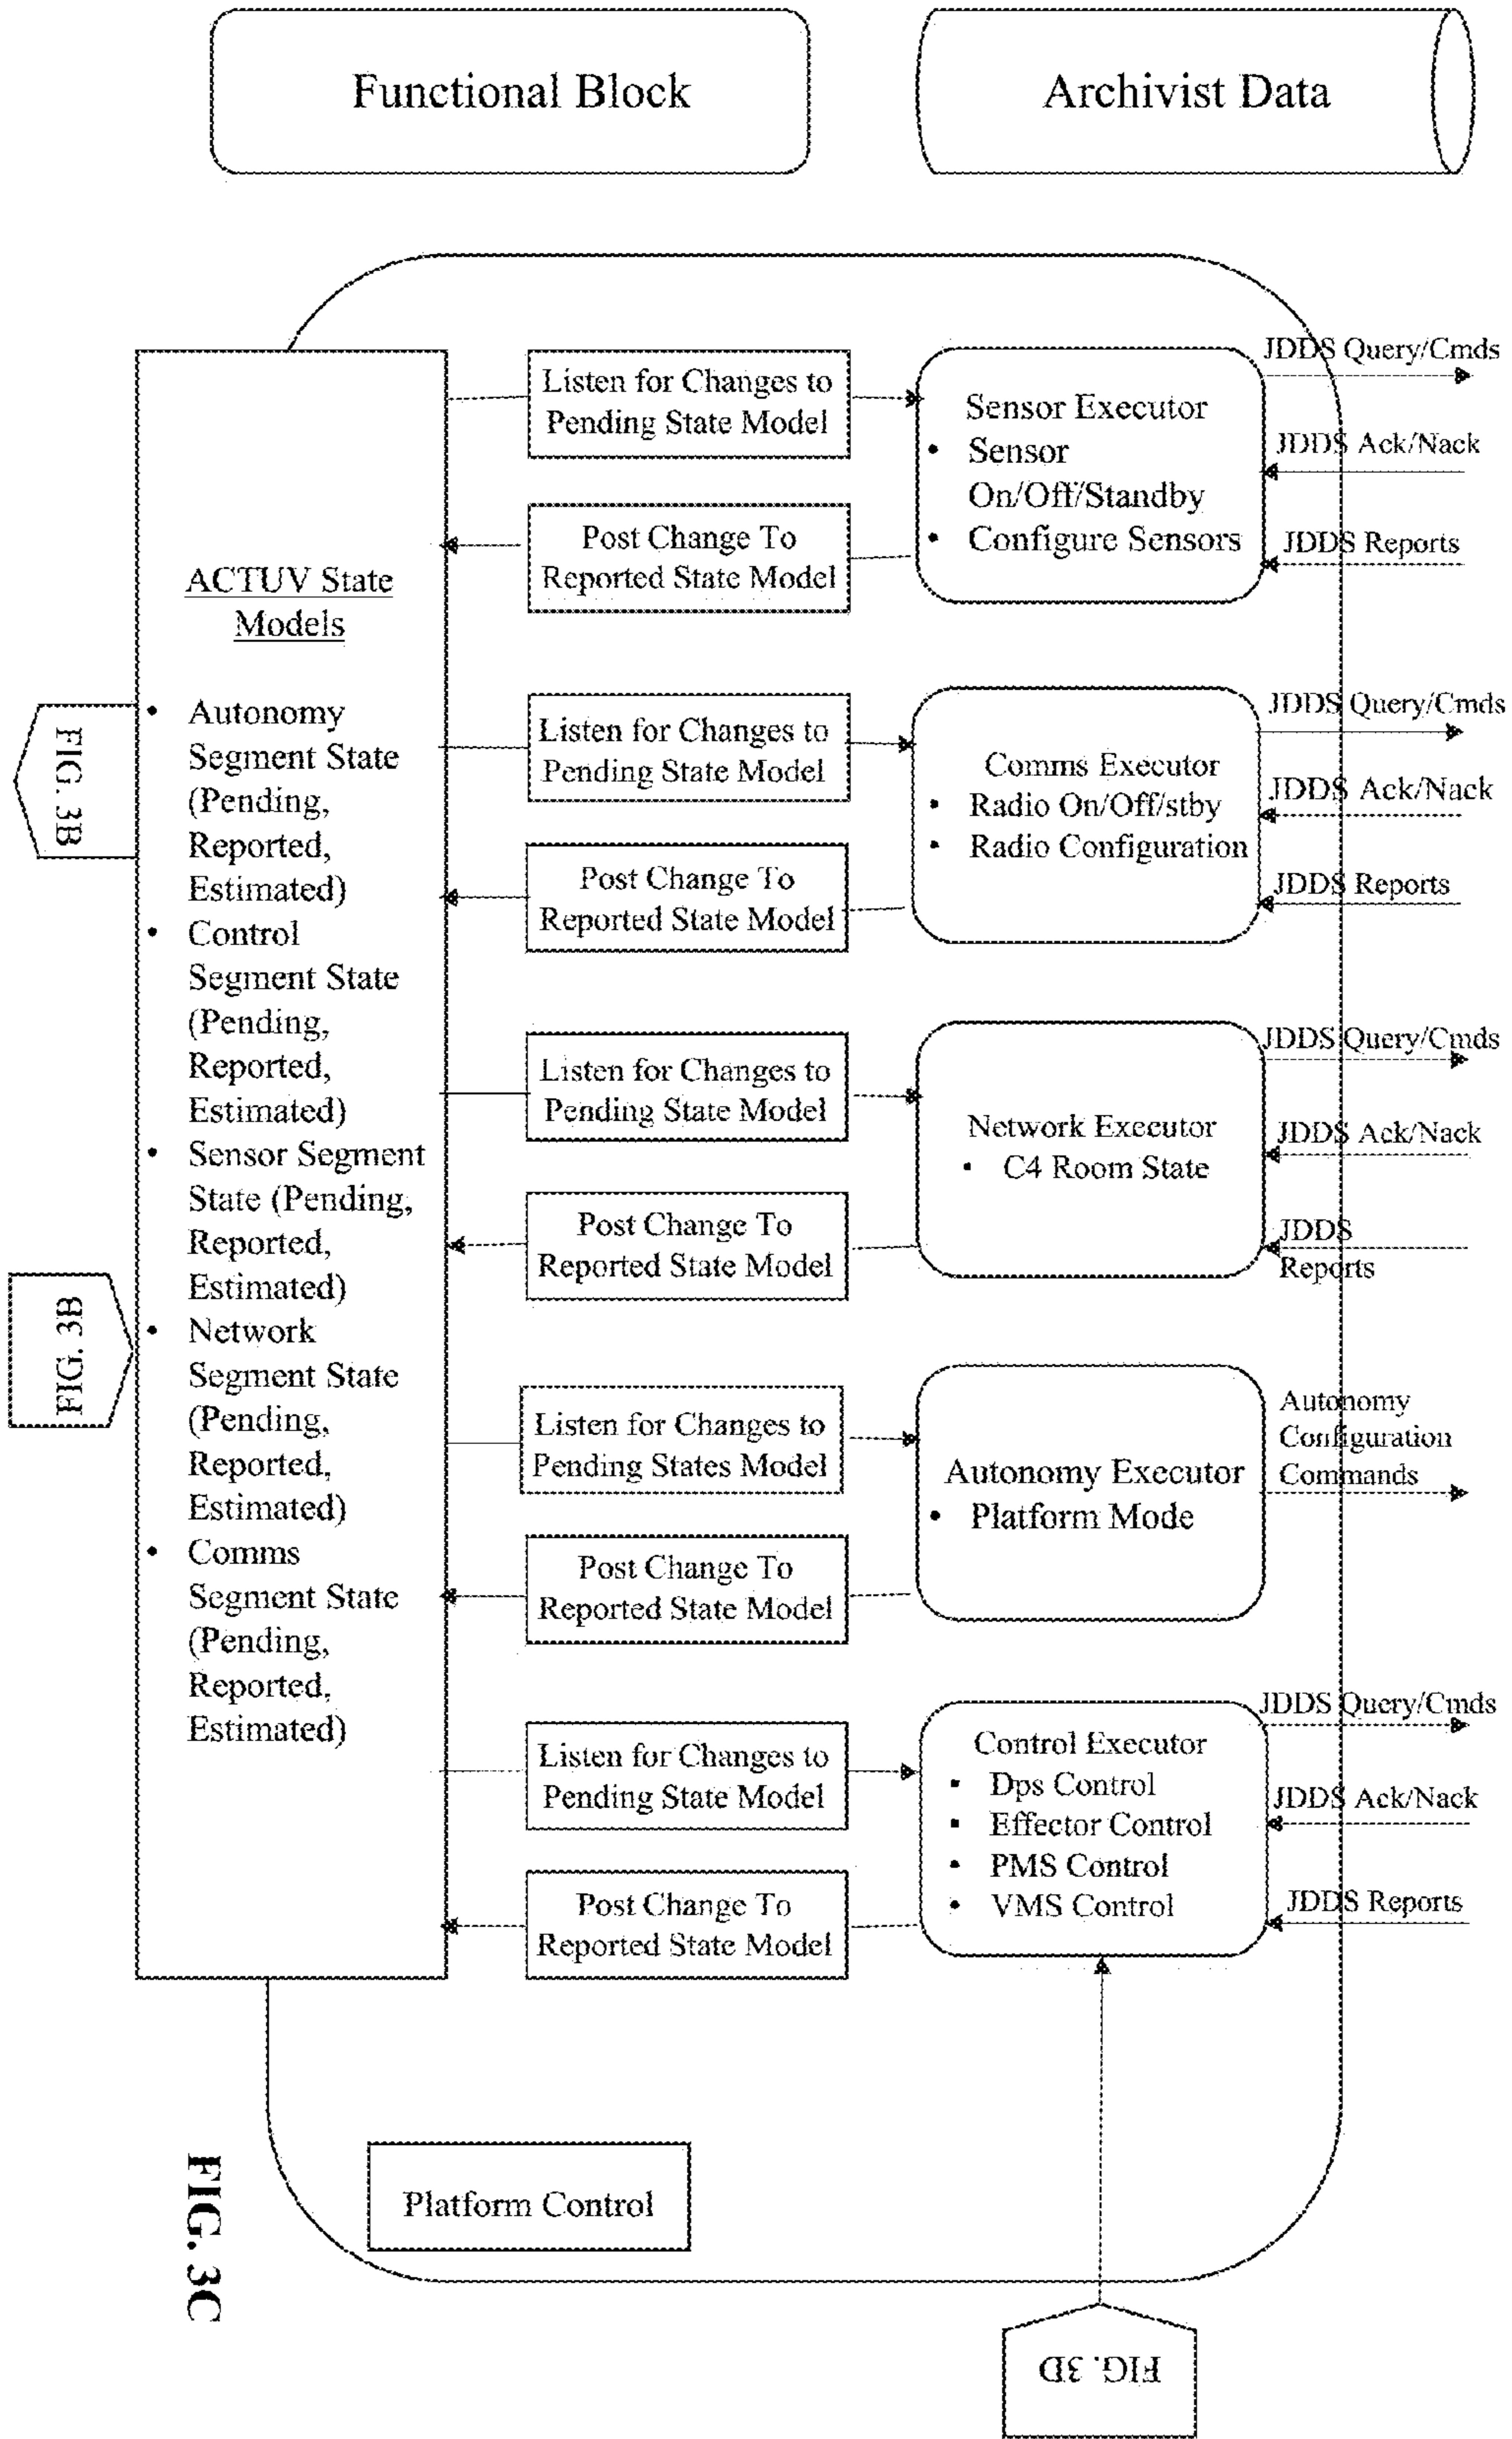 Functional Block
Archivist Data
ACTUV State
Models
• Autonomy
Segment State
(Pending,
Reported,
Estimated)
• Control
Segment State
(Pending,
Reported,
Estimated)
• Sensor Segment
State (Pending,
Reported,
Estimated)
• Network
Segment State
(Pending,
Reported,
Estimated)
• Comms
Segment State
(Pending,
Reported,
Estimated)
FIG. 3B
FIG. 3B
Listen for Changes to
Pending State Model
Post Change To
Reported State Model
Sensor Executor
• Sensor
On/Off/Standby
• Configure Sensors
JDDS Query/Cmds
JDDS Ack/Nack
JDDS Reports
Listen for Changes to
Pending State Model
Post Change To
Reported State Model
Comms Executor
• Radio On/Off/stby
• Radio Configuration
JDDS Query/Cmds
JDDS Ack/Nack
JDDS Reports
Listen for Changes to
Pending State Model
Post Change To
Reported State Model
Network Executor
• C4 Room State
JDDS Query/Cmds
JDDS Ack/Nack
JDDS
Reports
Listen for Changes to
Pending States Model
Post Change To
Reported State Model
Autonomy Executor
• Platform Mode
Autonomy
Configuration
Commands
Listen for Changes to
Pending State Model
Post Change To
Reported State Model
Control Executor
• Dps Control
• Effector Control
• PMS Control
• VMS Control
JDDS Query/Cmds
JDDS Ack/Nack
JDDS Reports
Platform Control
FIG. 3C
FIG. 3D